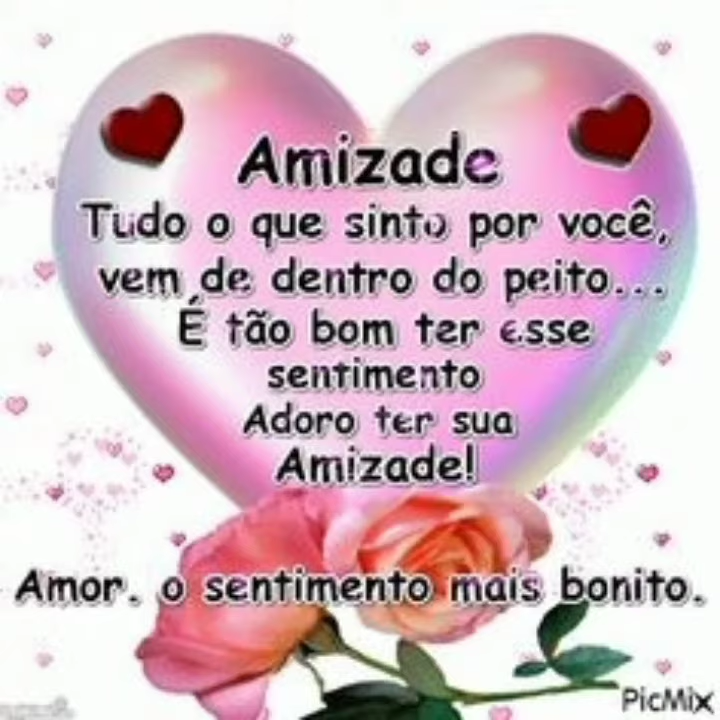 Amizade
Tudo o que sinto por você,
vem de dentro do peito...
É tão bom ter esse
sentimento
Adoro ter sua
Amizade!
Amor. o sentimento mais bonito.
PicMix